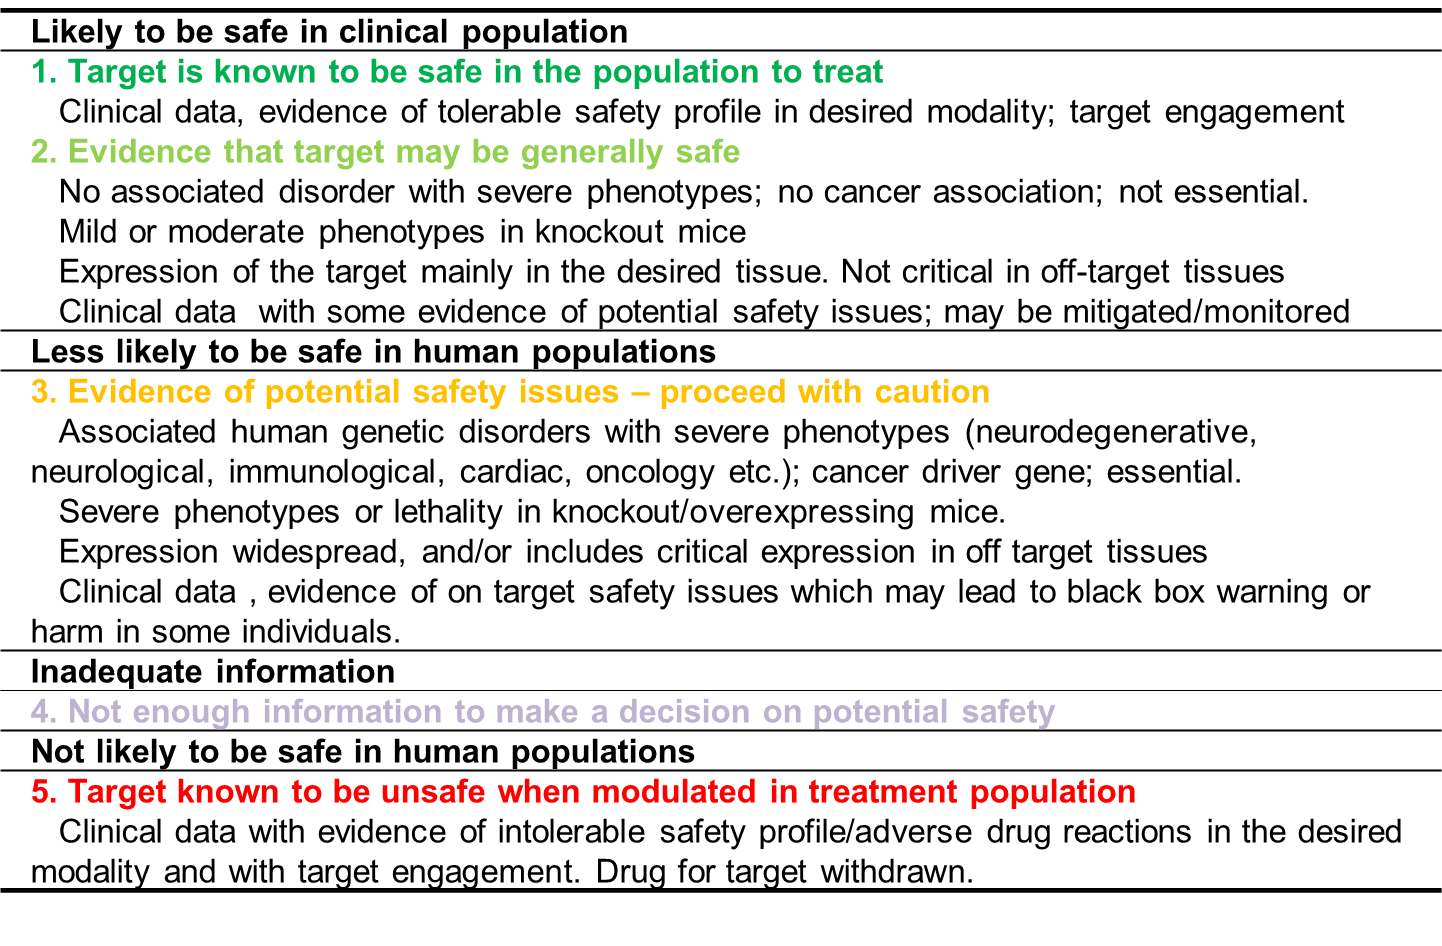 Likely to be safe in clinical population
1. Target is known to be safe in the population to treat
Clinical data, evidence of tolerable safety profile in desired modality; target engagement
2. Evidence that target may be generally safe
No associated disorder with severe phenotypes; no cancer association; not essential.
Mild or moderate phenotypes in knockout mice
Expression of the target mainly in the desired tissue. Not critical in off-target tissues
Clinical data with some evidence of potential safety issues; may be mitigated/monitored
Less likely to be safe in human populations
3. Evidence of potential safety issues – proceed with caution
Associated human genetic disorders with severe phenotypes (neurodegenerative,
neurological, immunological, cardiac, oncology etc.); cancer driver gene; essential.
Severe phenotypes or lethality in knockout/overexpressing mice.
Expression widespread, and/or includes critical expression in off target tissues
Clinical data , evidence of on target safety issues which may lead to black box warning or
harm in some individuals.
Inadequate information
4. Not enough information to make a decision on potential safety
Not likely to be safe in human populations
5. Target known to be unsafe when modulated in treatment population
Clinical data with evidence of intolerable safety profile/adverse drug reactions in the desired
modality and with target engagement. Drug for target withdrawn.